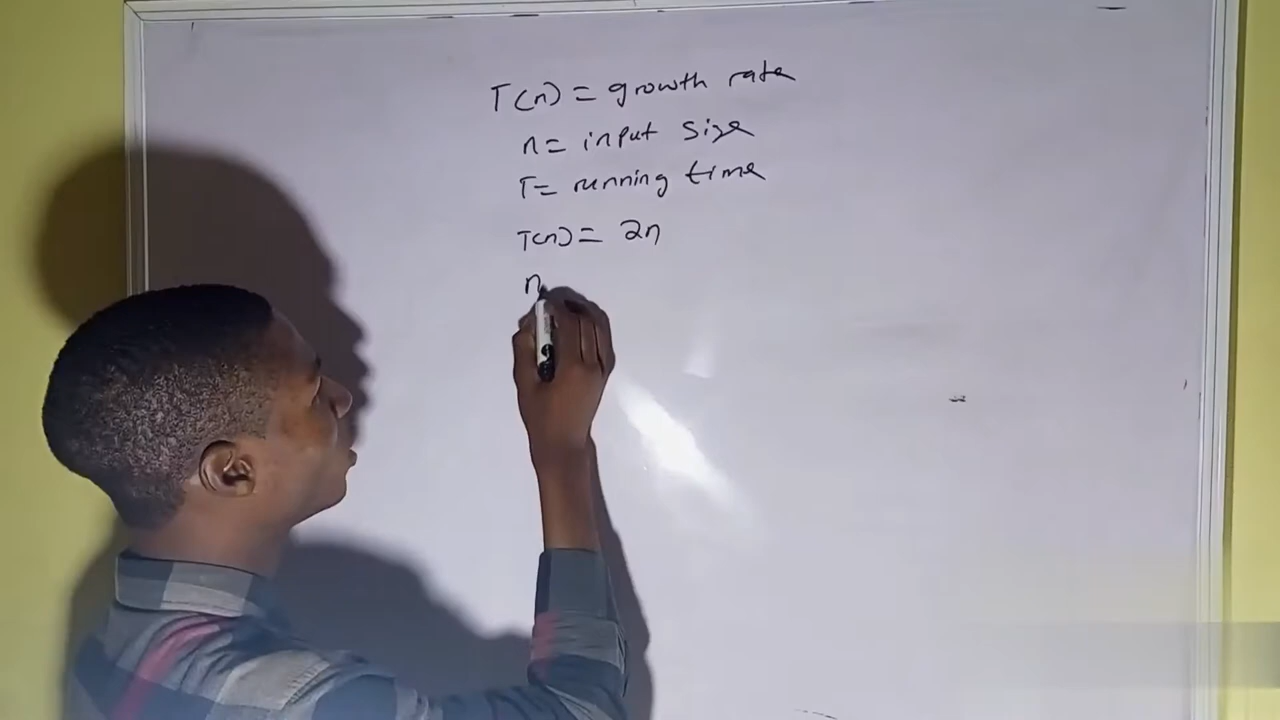 T(n) = growth rate
n = input size
T = running time
T(n) = 2n
n